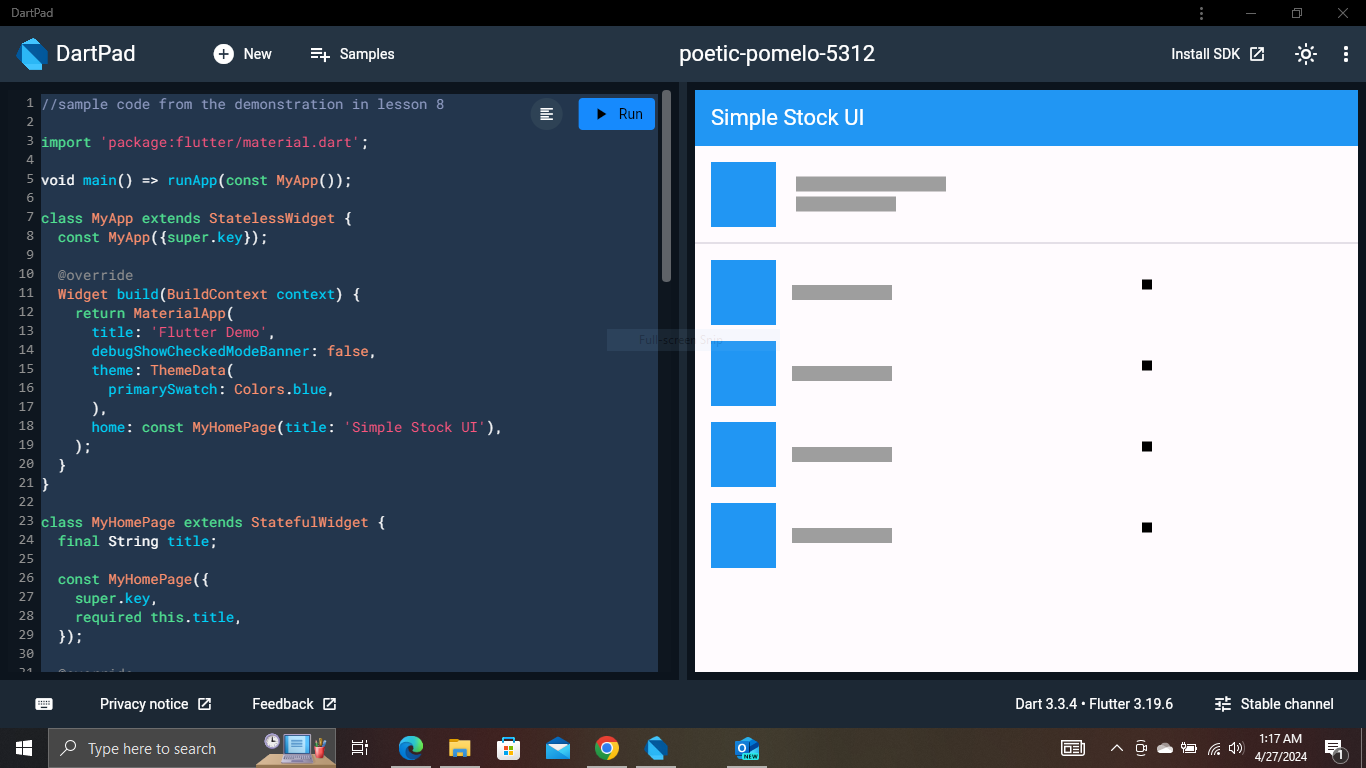 DartPad
DartPad
New
Samples
poetic-pomelo-5312
Install SDK
1 //sample code from the demonstration in lesson 8
2
3 import 'package:flutter/material.dart';
4
5 void main() => runApp(const MyApp());
6
7 class MyApp extends StatelessWidget {
8 const MyApp({super.key});
9
10 @override
11 Widget build(BuildContext context) {
12 return MaterialApp(
13 title: 'Flutter Demo',
14 debugShowCheckedModeBanner: false,
15 theme: ThemeData(
16 primarySwatch: Colors.blue,
17 ),
18 home: const MyHomePage(title: 'Simple Stock UI'),
19 );
20 }
21 }
22
23 class MyHomePage extends StatefulWidget {
24 final String title;
25
26 const MyHomePage({
27 super.key,
28 required this.title,
29 });
30
31 @override
Run
Simple Stock UI
Full-screen Snip
Privacy notice
Feedback
Dart 3.3.4 • Flutter 3.19.6
Stable channel
Type here to search
NEW
1:17 AM
4/27/2024
1